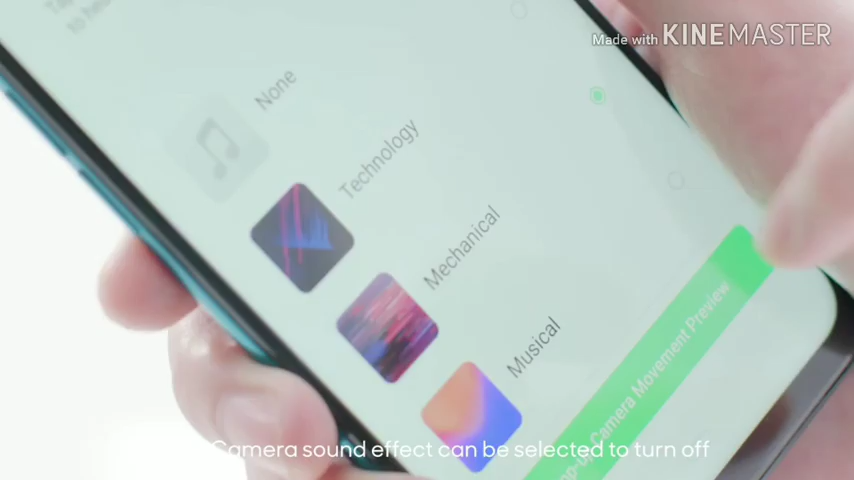 Made with KINEMASTER
None
Technology
Mechanical
Musical
Camera Movement Preview
Camera sound effect can be selected to turn off